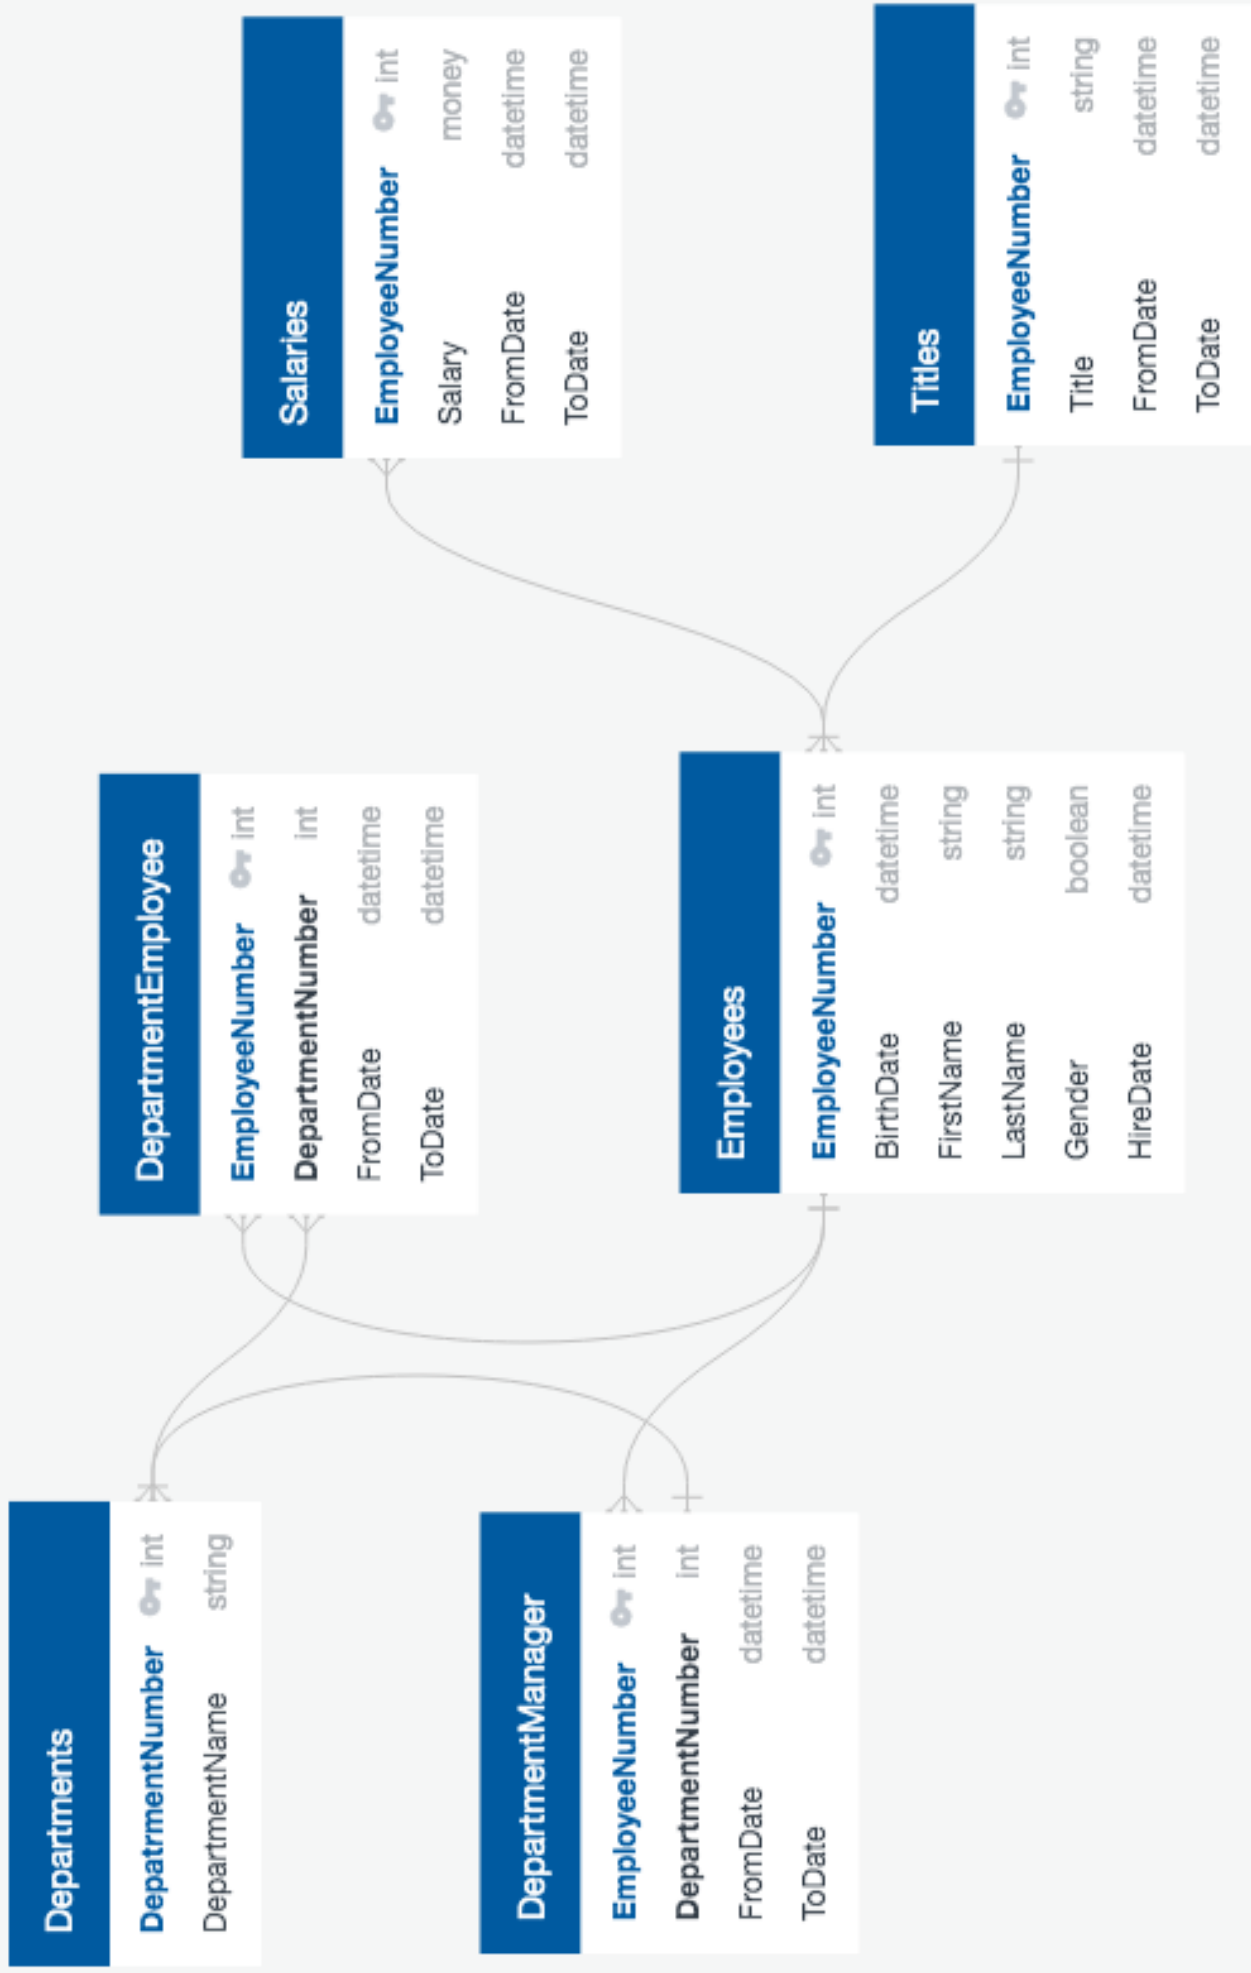 Departments
DepatrmentNumber int
DepartmentName string
DepartmentManager
EmployeeNumber int
DepartmentNumber int
FromDate datetime
ToDate datetime
DepartmentEmployee
EmployeeNumber int
DepartmentNumber int
FromDate datetime
ToDate datetime
Employees
EmployeeNumber int
BirthDate datetime
FirstName string
LastName string
Gender boolean
HireDate datetime
Salaries
EmployeeNumber int
Salary money
FromDate datetime
ToDate datetime
Titles
EmployeeNumber int
Title string
FromDate datetime
ToDate datetime